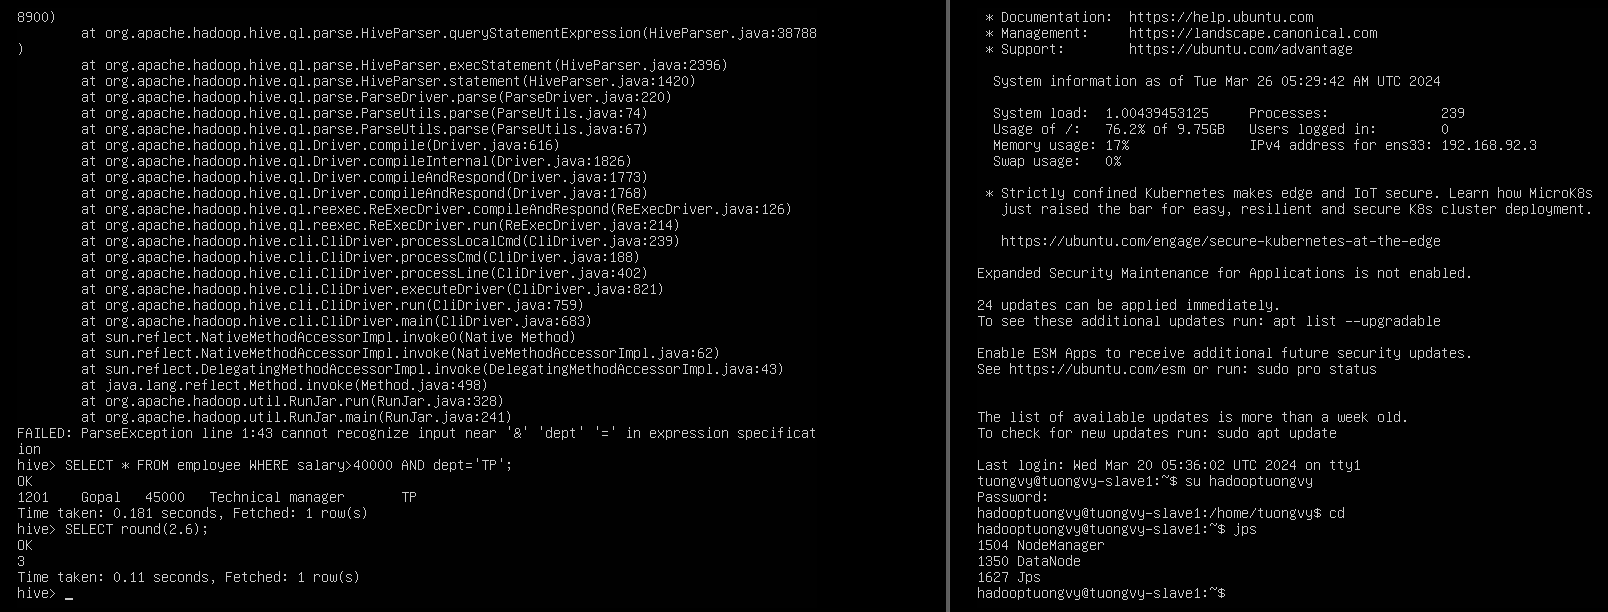 8900)
        at org.apache.hadoop.hive.ql.parse.HiveParser.queryStatementExpression(HiveParser.java:38788
)
        at org.apache.hadoop.hive.ql.parse.HiveParser.execStatement(HiveParser.java:2396)
        at org.apache.hadoop.hive.ql.parse.HiveParser.statement(HiveParser.java:1420)
        at org.apache.hadoop.hive.ql.parse.ParseDriver.parse(ParseDriver.java:220)
        at org.apache.hadoop.hive.ql.parse.ParseUtils.parse(ParseUtils.java:74)
        at org.apache.hadoop.hive.ql.parse.ParseUtils.parse(ParseUtils.java:67)
        at org.apache.hadoop.hive.ql.Driver.compile(Driver.java:616)
        at org.apache.hadoop.hive.ql.Driver.compileInternal(Driver.java:1826)
        at org.apache.hadoop.hive.ql.Driver.compileAndRespond(Driver.java:1773)
        at org.apache.hadoop.hive.ql.Driver.compileAndRespond(Driver.java:1768)
        at org.apache.hadoop.hive.ql.reexec.ReExecDriver.compileAndRespond(ReExecDriver.java:126)
        at org.apache.hadoop.hive.ql.reexec.ReExecDriver.run(ReExecDriver.java:214)
        at org.apache.hadoop.hive.cli.CliDriver.processLocalCmd(CliDriver.java:239)
        at org.apache.hadoop.hive.cli.CliDriver.processCmd(CliDriver.java:188)
        at org.apache.hadoop.hive.cli.CliDriver.processLine(CliDriver.java:402)
        at org.apache.hadoop.hive.cli.CliDriver.executeDriver(CliDriver.java:821)
        at org.apache.hadoop.hive.cli.CliDriver.run(CliDriver.java:759)
        at org.apache.hadoop.hive.cli.CliDriver.main(CliDriver.java:683)
        at sun.reflect.NativeMethodAccessorImpl.invoke0(Native Method)
        at sun.reflect.NativeMethodAccessorImpl.invoke(NativeMethodAccessorImpl.java:62)
        at sun.reflect.DelegatingMethodAccessorImpl.invoke(DelegatingMethodAccessorImpl.java:43)
        at java.lang.reflect.Method.invoke(Method.java:498)
        at org.apache.hadoop.util.RunJar.run(RunJar.java:328)
        at org.apache.hadoop.util.RunJar.main(RunJar.java:241)
FAILED: ParseException line 1:43 cannot recognize input near '&' 'dept' '=' in expression specificat
ion
hive> SELECT * FROM employee WHERE salary>40000 AND dept='TP';
OK
1201    Gopal   45000   Technical manager       TP
Time taken: 0.181 seconds, Fetched: 1 row(s)
hive> SELECT round(2.6);
OK
3
Time taken: 0.11 seconds, Fetched: 1 row(s)
hive> _
 * Documentation:  https://help.ubuntu.com
 * Management:     https://landscape.canonical.com
 * Support:        https://ubuntu.com/advantage
  System information as of Tue Mar 26 05:29:42 AM UTC 2024
  System load:  1.00439453125     Processes:              239
  Usage of /:   76.2% of 9.75GB   Users logged in:        0
  Memory usage: 17%               IPv4 address for ens33: 192.168.92.3
  Swap usage:   0%
 * Strictly confined Kubernetes makes edge and IoT secure. Learn how MicroK8s
   just raised the bar for easy, resilient and secure K8s cluster deployment.
   https://ubuntu.com/engage/secure-kubernetes-at-the-edge
Expanded Security Maintenance for Applications is not enabled.
24 updates can be applied immediately.
To see these additional updates run: apt list --upgradable
Enable ESM Apps to receive additional future security updates.
See https://ubuntu.com/esm or run: sudo pro status
The list of available updates is more than a week old.
To check for new updates run: sudo apt update
Last login: Wed Mar 20 05:36:02 UTC 2024 on tty1
tuongvy@tuongvy-slave1:~$ su hadooptuongvy
Password:
hadooptuongvy@tuongvy-slave1:/home/tuongvy$ cd
hadooptuongvy@tuongvy-slave1:~$ jps
1504 NodeManager
1350 DataNode
1627 Jps
hadooptuongvy@tuongvy-slave1:~$